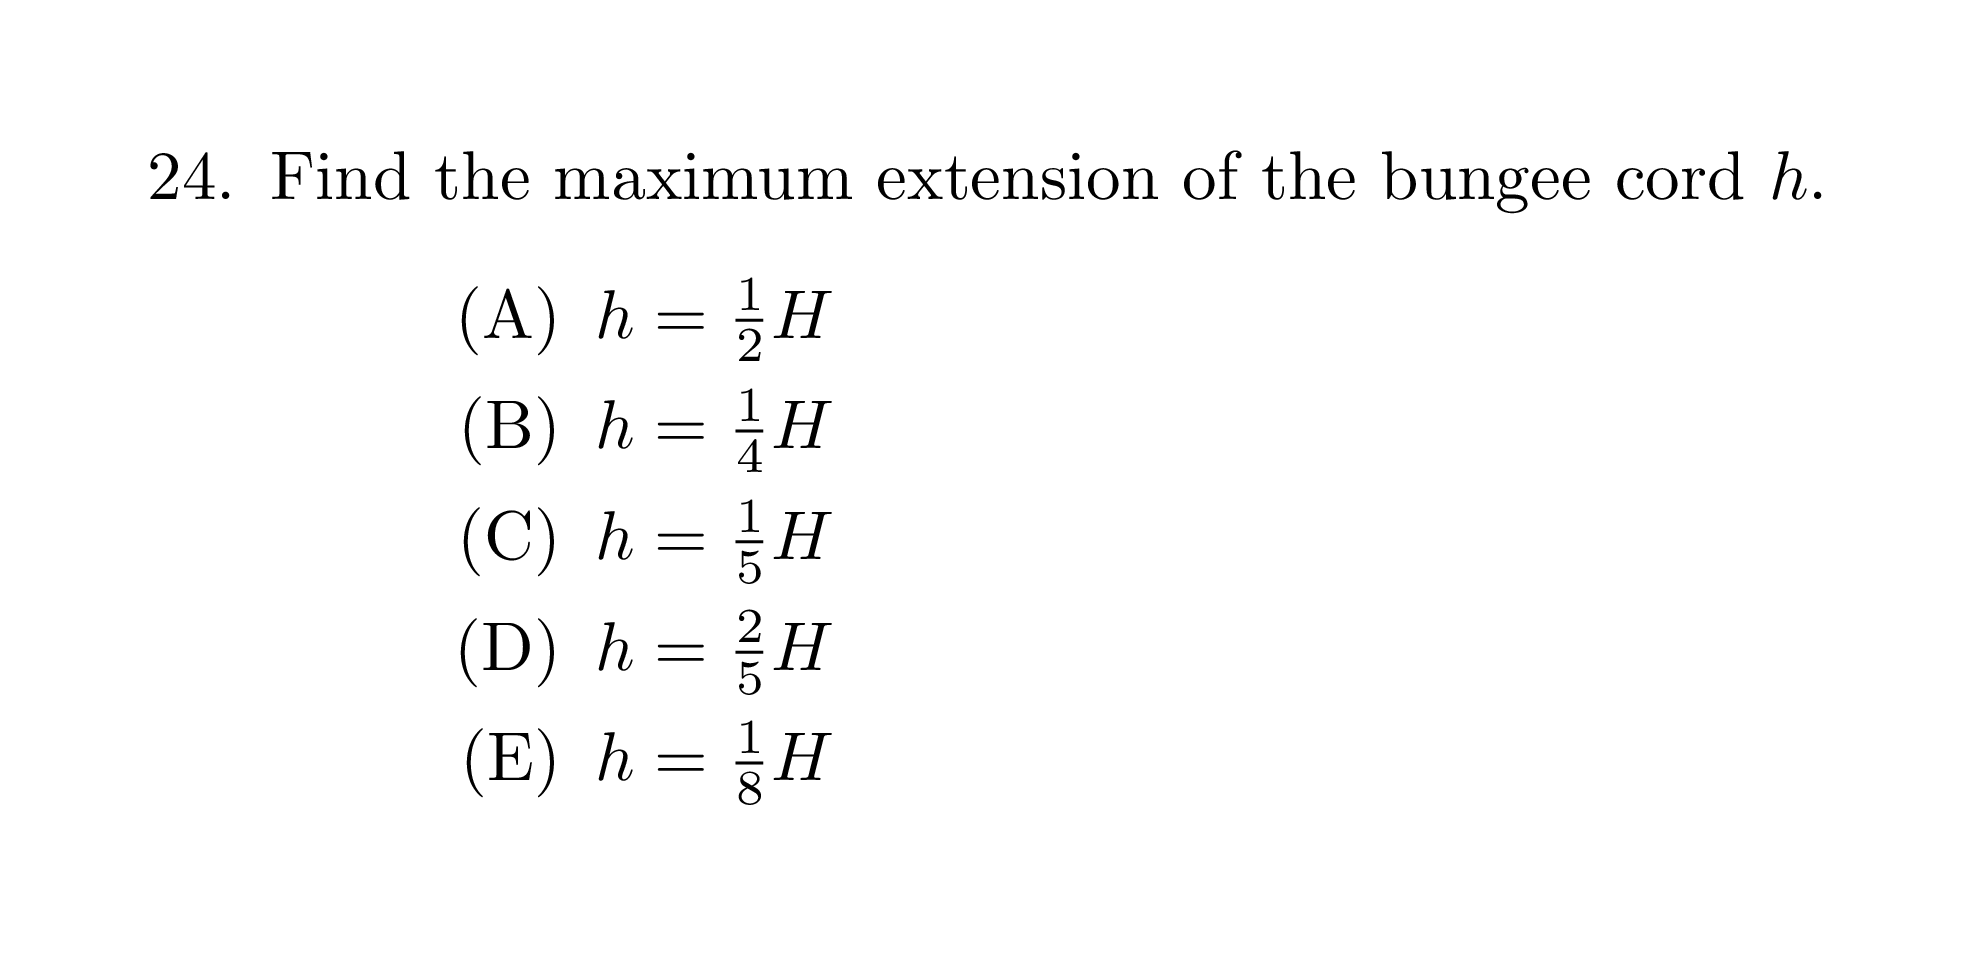 24. Find the maximum extension of the bungee cord h.
(A) h = 1/2 H
(B) h = 1/4 H
(C) h = 1/5 H
(D) h = 2/5 H
(E) h = 1/8 H